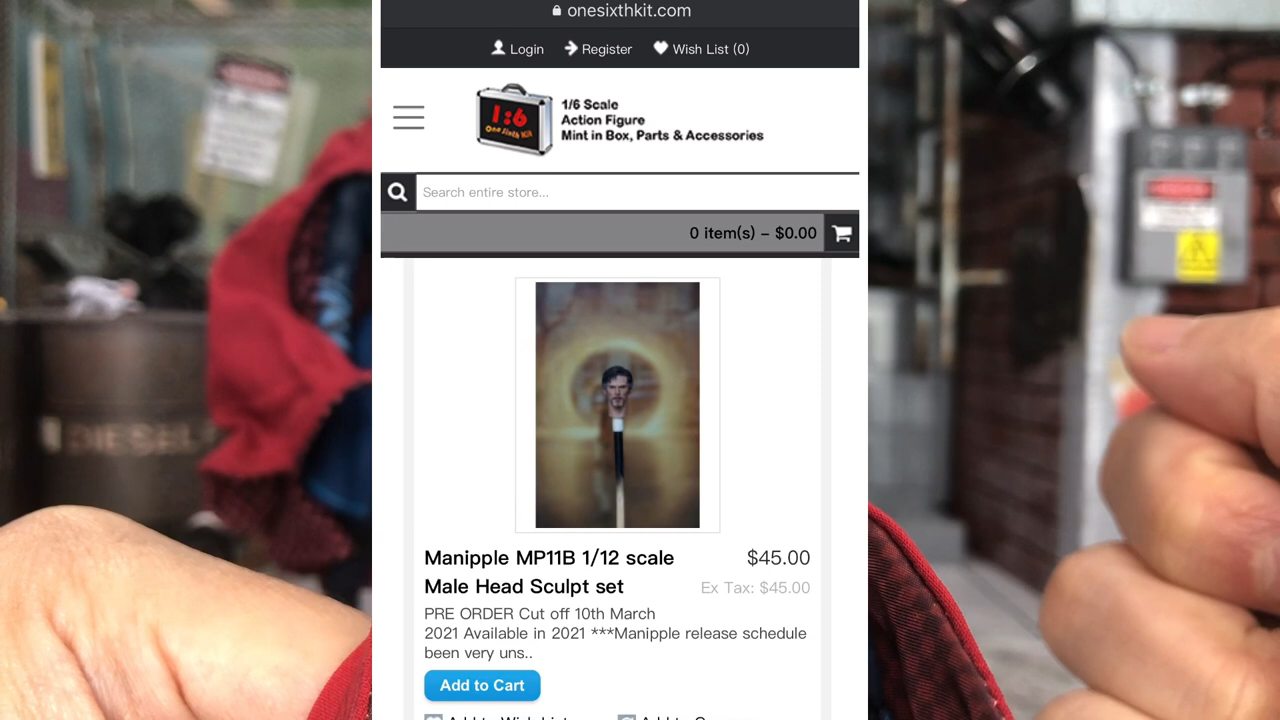 onesixthkit.com
Login
Register
Wish List (0)
1:6
One Sixth Kit
1/6 Scale
Action Figure
Mint in Box, Parts & Accessories
Search entire store...
0 item(s) – $0.00
Manipple MP11B 1/12 scale
Male Head Sculpt set
$45.00
Ex Tax: $45.00
PRE ORDER Cut off 10th March
2021 Available in 2021 ***Manipple release schedule
been very uns..
Add to Cart
DIESEL